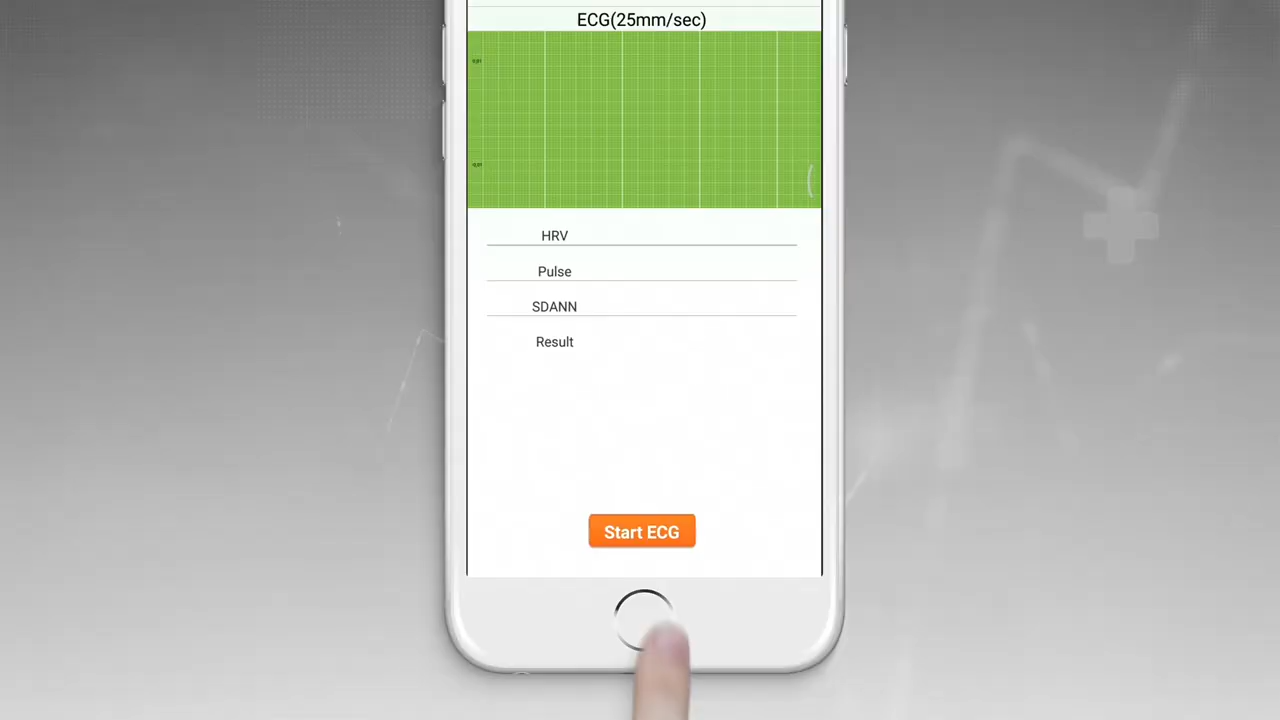 ECG(25mm/sec)
HRV
Pulse
SDANN
Result
Start ECG